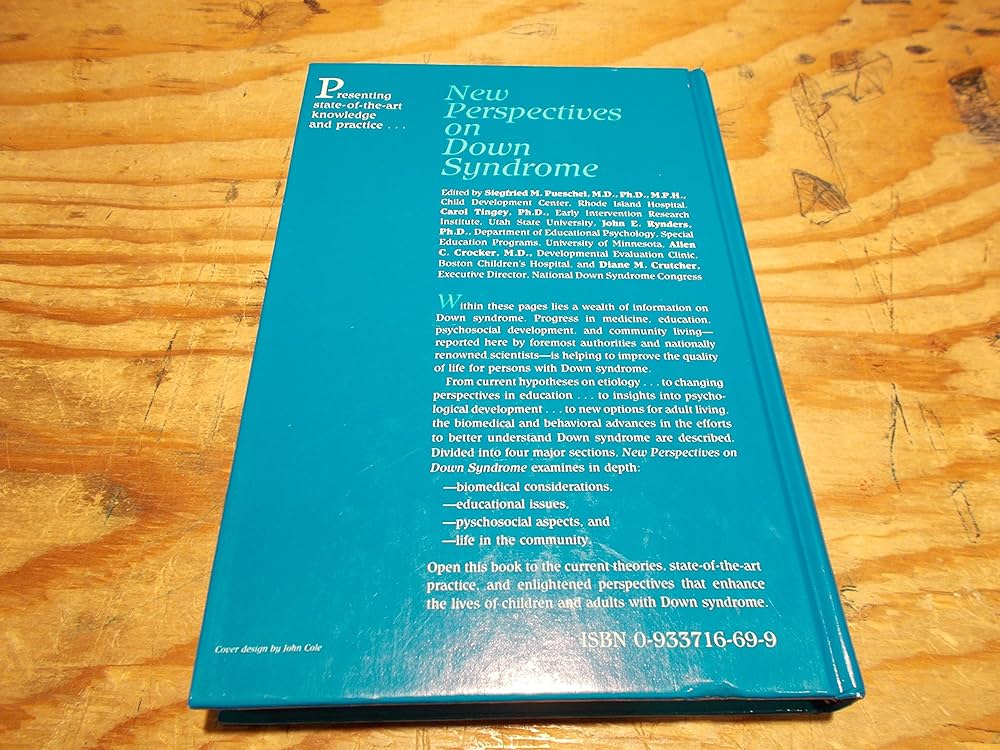 Presenting
state-of-the-art
knowledge
and practice . . .
New
Perspectives
on
Down
Syndrome
Edited by Siegfried M. Pueschel, M.D., Ph.D., M.P.H.,
Child Development Center, Rhode Island Hospital,
Carol Tingey, Ph.D., Early Intervention Research
Institute, Utah State University, John E. Rynders,
Ph.D., Department of Educational Psychology, Special
Education Programs, University of Minnesota, Allen
C. Crocker, M.D., Developmental Evaluation Clinic,
Boston Children's Hospital, and Diane M. Crutcher,
Executive Director, National Down Syndrome Congress
Within these pages lies a wealth of information on
Down syndrome. Progress in medicine, education,
psychosocial development, and community living—
reported here by foremost authorities and nationally
renowned scientists—is helping to improve the quality
of life for persons with Down syndrome.
From current hypotheses on etiology . . . to changing
perspectives in education . . . to insights into psycho-
logical development . . . to new options for adult living,
the biomedical and behavioral advances in the efforts
to better understand Down syndrome are described.
Divided into four major sections, New Perspectives on
Down Syndrome examines in depth:
—biomedical considerations,
—educational issues,
—pyschosocial aspects, and
—life in the community.
Open this book to the current theories, state-of-the-art
practice, and enlightened perspectives that enhance
the lives of children and adults with Down syndrome.
ISBN 0-933716-69-9
Cover design by John Cole